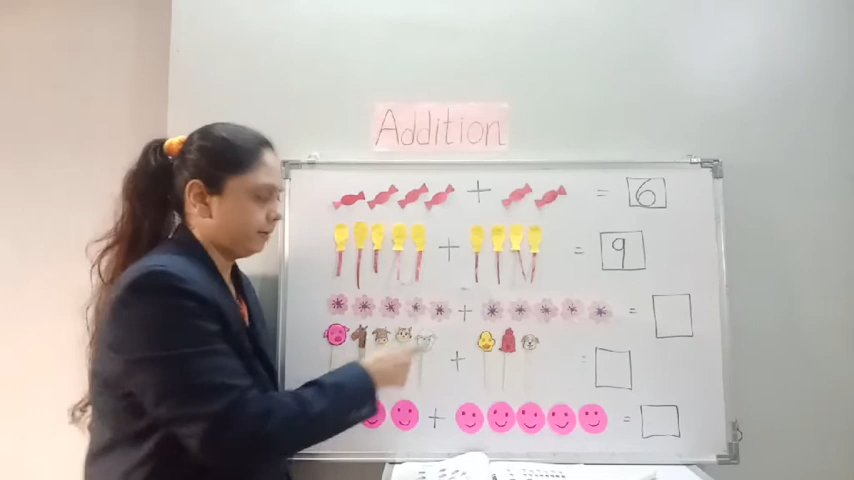 Addition
+ = 6
+ = 9
+ =
+ =
+ =